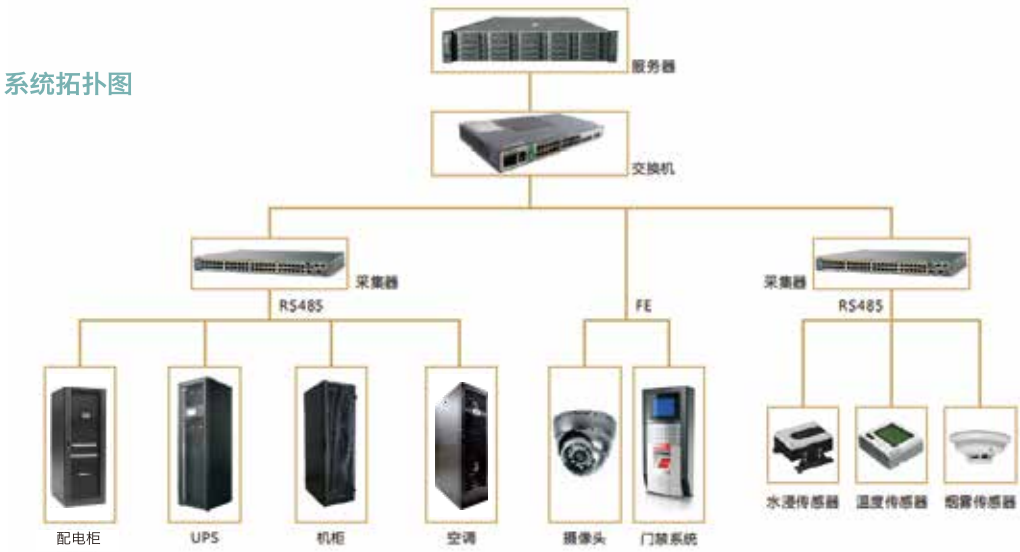 系统拓扑图
服务器
交换机
采集器
采集器
RS485
FE
RS485
水浸传感器
温度传感器
烟雾传感器
配电柜
UPS
机柜
空调
摄像头
门禁系统